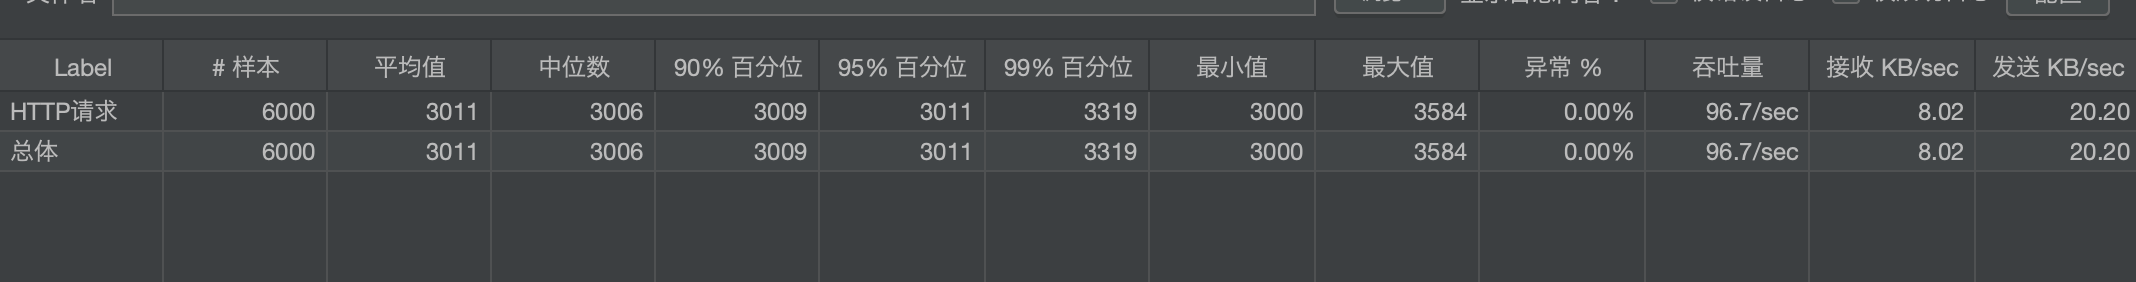 Label # 样本 平均值 中位数 90% 百分位 95% 百分位 99% 百分位 最小值 最大值 异常 % 吞吐量 接收 KB/sec 发送 KB/sec
HTTP请求 6000 3011 3006 3009 3011 3319 3000 3584 0.00% 96.7/sec 8.02 20.20
总体 6000 3011 3006 3009 3011 3319 3000 3584 0.00% 96.7/sec 8.02 20.20